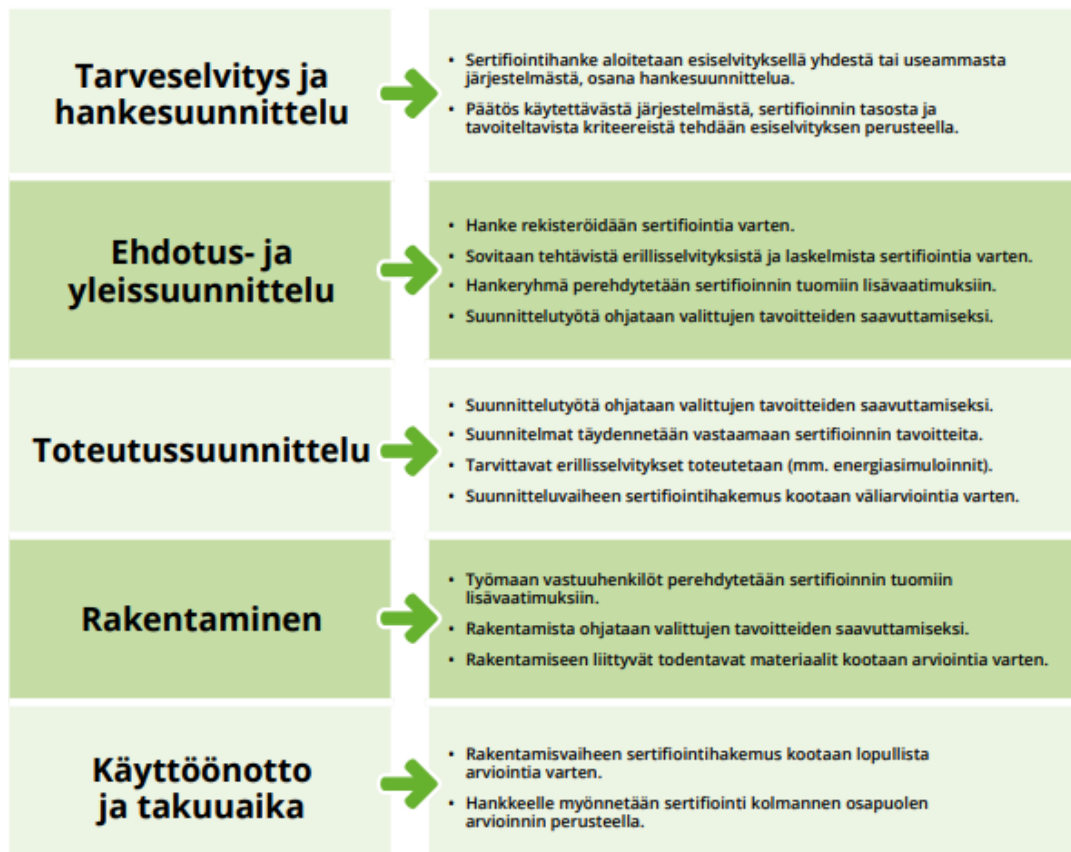 Tarveselvitys ja
hankesuunnittelu
• Sertifiointihanke aloitetaan esiselvityksellä yhdestä tai useammasta
järjestelmästä, osana hankesuunnittelua.
• Päätös käytettävästä järjestelmästä, sertifioinnin tasosta ja
tavoiteltavista kriteereistä tehdään esiselvityksen perusteella.
Ehdotus- ja
yleissuunnittelu
• Hanke rekisteröidään sertifiointia varten.
• Sovitaan tehtävistä erillisselvityksistä ja laskelmista sertifiointia varten.
• Hankeryhmä perehdytetään sertifioinnin tuomiin lisävaatimuksiin.
• Suunnittelutyötä ohjataan valittujen tavoitteiden saavuttamiseksi.
Toteutussuunnittelu
• Suunnittelutyötä ohjataan valittujen tavoitteiden saavuttamiseksi.
• Suunnitelmat täydennetään vastaamaan sertifioinnin tavoitteita.
• Tarvittavat erillisselvitykset toteutetaan (mm. energiasimuloinnit).
• Suunnitteluvaiheen sertifiointihakemus kootaan väliarviointia varten.
Rakentaminen
• Työmaan vastuuhenkilöt perehdytetään sertifioinnin tuomiin
lisävaatimuksiin.
• Rakentamista ohjataan valittujen tavoitteiden saavuttamiseksi.
• Rakentamiseen liittyvät todentavat materiaalit kootaan arviointia varten.
Käyttöönotto
ja takuuaika
• Rakentamisvaiheen sertifiointihakemus kootaan lopullista
arviointia varten.
• Hankkeelle myönnetään sertifiointi kolmannen osapuolen
arvioinnin perusteella.